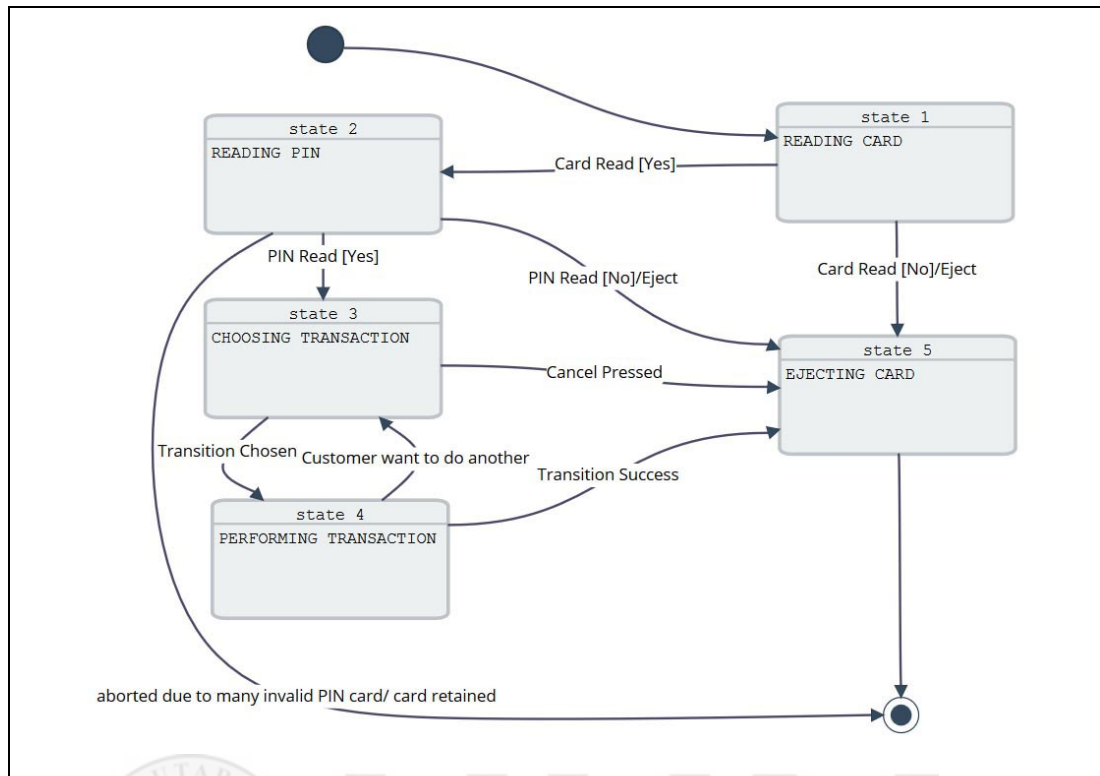 state 1
READING CARD
state 2
READING PIN
Card Read [Yes]
PIN Read [Yes]
PIN Read [No]/Eject
Card Read [No]/Eject
state 3
CHOOSING TRANSACTION
state 5
EJECTING CARD
Cancel Pressed
Transition Chosen
Customer want to do another
Transition Success
state 4
PERFORMING TRANSACTION
aborted due to many invalid PIN card/ card retained
UTAR